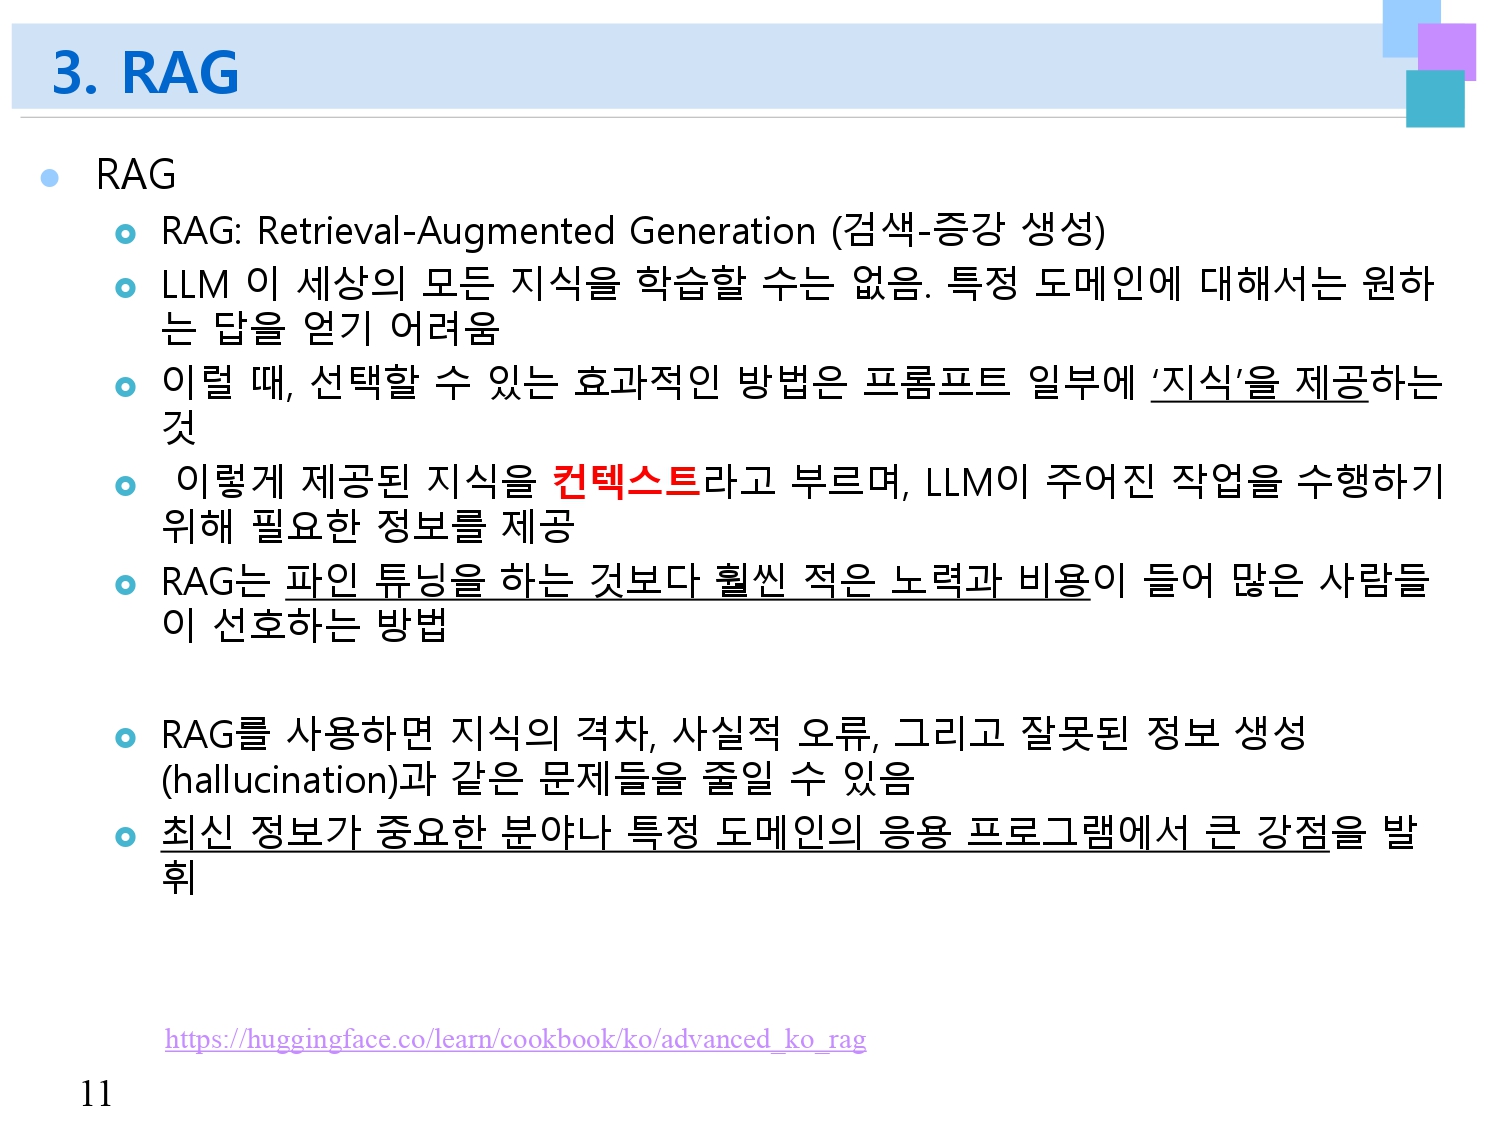 3. RAG
RAG
RAG: Retrieval-Augmented Generation (검색-증강 생성)
LLM 이 세상의 모든 지식을 학습할 수는 없음. 특정 도메인에 대해서는 원하
는 답을 얻기 어려움
이럴 때, 선택할 수 있는 효과적인 방법은 프롬프트 일부에 ‘지식’을 제공하는
것
이렇게 제공된 지식을 컨텍스트라고 부르며, LLM이 주어진 작업을 수행하기
위해 필요한 정보를 제공
RAG는 파인 튜닝을 하는 것보다 훨씬 적은 노력과 비용이 들어 많은 사람들
이 선호하는 방법
RAG를 사용하면 지식의 격차, 사실적 오류, 그리고 잘못된 정보 생성
(hallucination)과 같은 문제들을 줄일 수 있음
최신 정보가 중요한 분야나 특정 도메인의 응용 프로그램에서 큰 강점을 발
휘
https://huggingface.co/learn/cookbook/ko/advanced_ko_rag
11